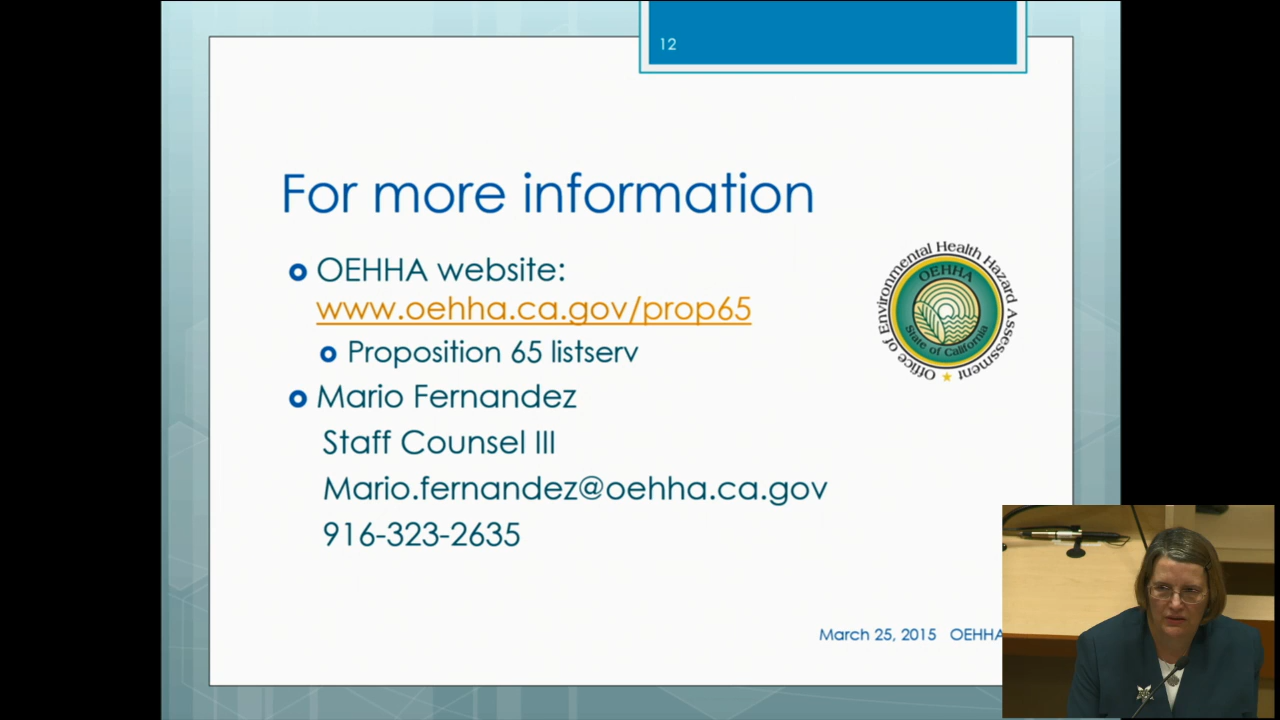 12
For more information
OEHHA website:
www.oehha.ca.gov/prop65
Proposition 65 listserv
Mario Fernandez
Staff Counsel III
Mario.fernandez@oehha.ca.gov
916-323-2635
Office of Environmental Health Hazard Assessment
OEHHA
State of California
March 25, 2015 OEHHA